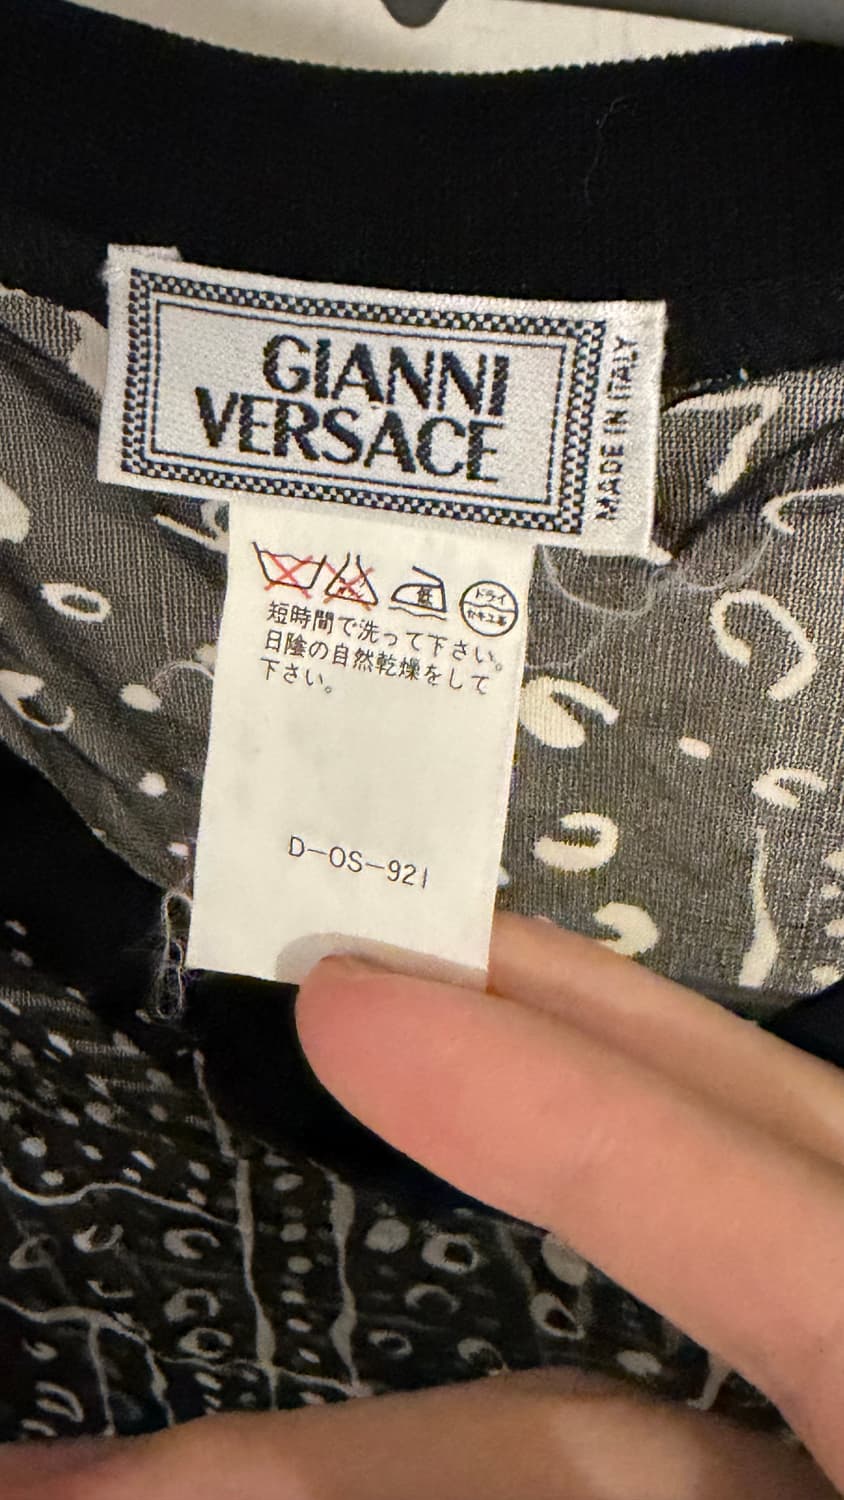 GIANNI
VERSACE
MADE IN ITALY
低
ドライ
セキユ系
短時間で洗って下さい。
日陰の自然乾燥をして
下さい。
D-OS-921